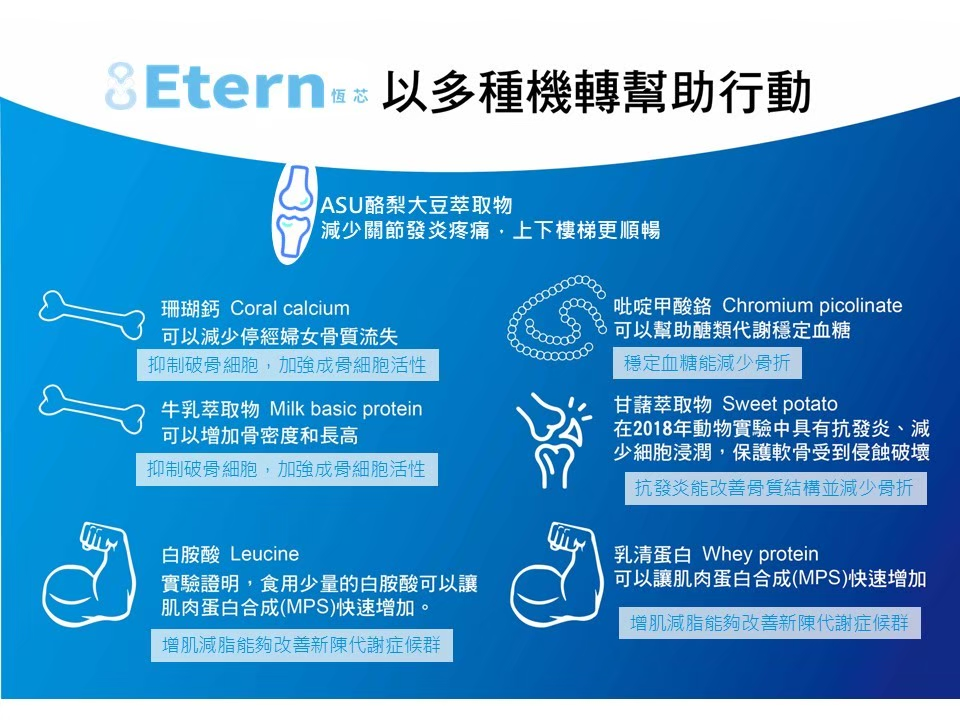 Etern 恆芯 以多種機轉幫助行動
ASU酪梨大豆萃取物
減少關節發炎疼痛，上下樓梯更順暢
珊瑚鈣 Coral calcium
可以減少停經婦女骨質流失
抑制破骨細胞，加強成骨細胞活性
牛乳萃取物 Milk basic protein
可以增加骨密度和長高
抑制破骨細胞，加強成骨細胞活性
白胺酸 Leucine
實驗證明，食用少量的白胺酸可以讓
肌肉蛋白合成(MPS)快速增加。
增肌減脂能夠改善新陳代謝症候群
吡啶甲酸鉻 Chromium picolinate
可以幫助醣類代謝穩定血糖
穩定血糖能減少骨折
甘藷萃取物 Sweet potato
在2018年動物實驗中具有抗發炎、減
少細胞浸潤，保護軟骨受到侵蝕破壞
抗發炎能改善骨質結構並減少骨折
乳清蛋白 Whey protein
可以讓肌肉蛋白合成(MPS)快速增加
增肌減脂能夠改善新陳代謝症候群